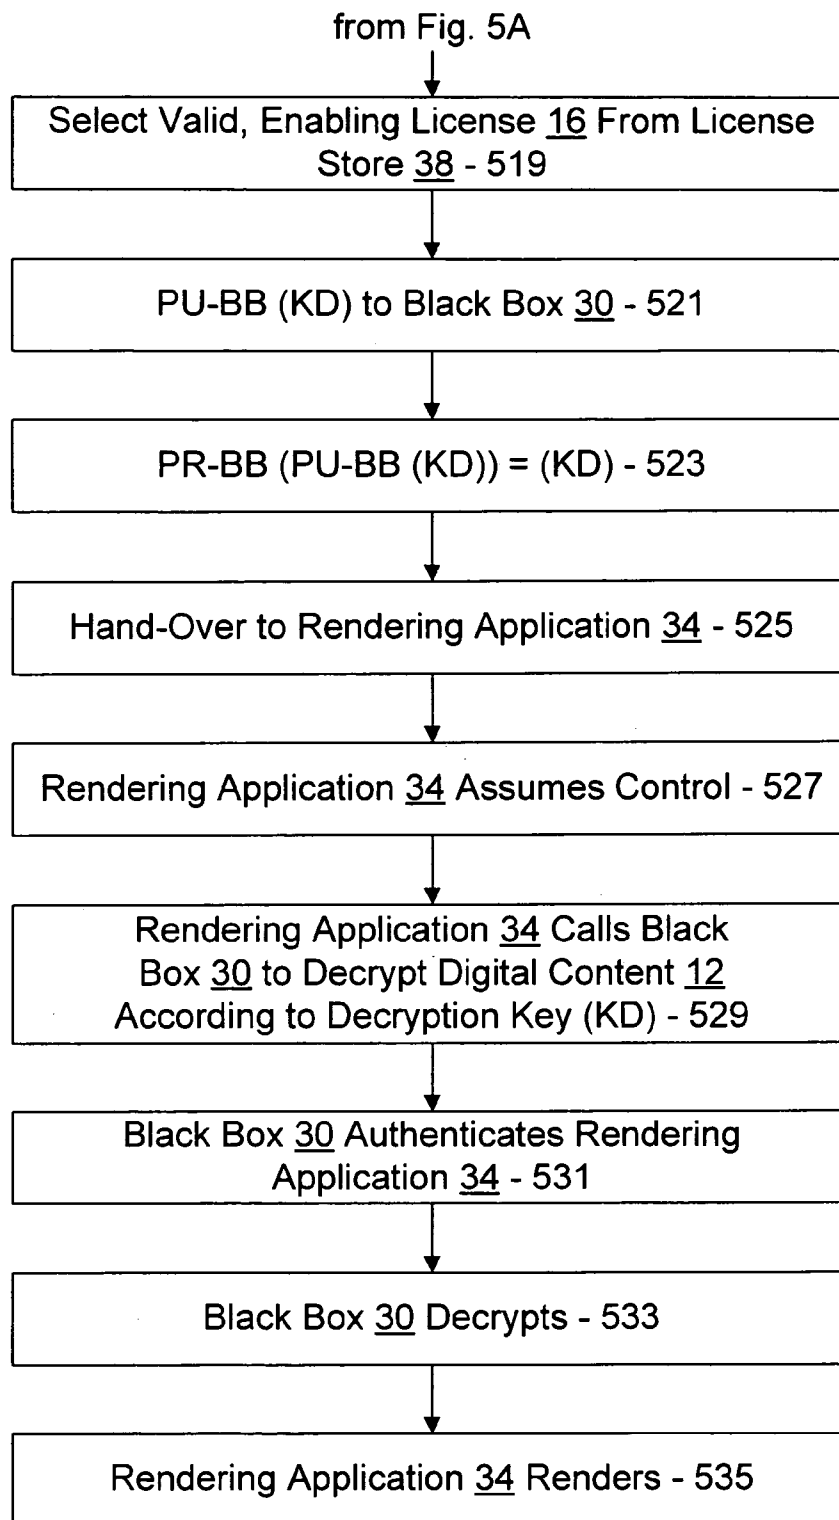 from Fig. 5A
Select Valid, Enabling License 16 From License
Store 38 - 519
PU-BB (KD) to Black Box 30 - 521
PR-BB (PU-BB (KD)) = (KD) - 523
Hand-Over to Rendering Application 34 - 525
Rendering Application 34 Assumes Control - 527
Rendering Application 34 Calls Black
Box 30 to Decrypt Digital Content 12
According to Decryption Key (KD) - 529
Black Box 30 Authenticates Rendering
Application 34 - 531
Black Box 30 Decrypts - 533
Rendering Application 34 Renders - 535